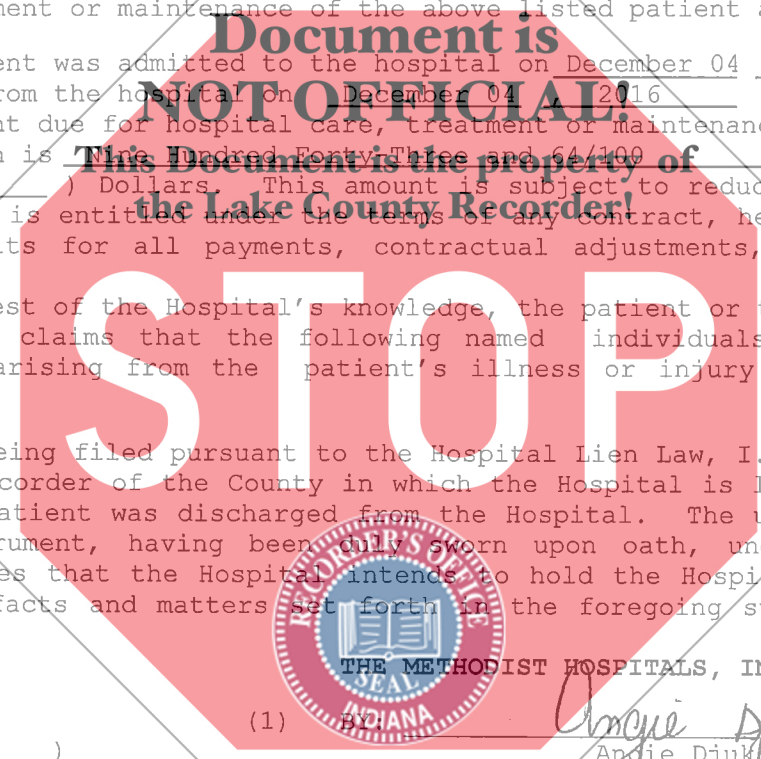 ment or maintenance of the above listed patient a
Document is
ent was admitted to the hospital on December 04
NOT OFFICIAL!
rom the hospital on December 04 , 2016
nt due for hospital care, treatment or maintenanc
This Document is the property of
n is Nine Hundred Forty Three and 64/100
) Dollars. This amount is subject to reduc
the Lake County Recorder!
is entitled under the terms of any contract, he
its for all payments, contractual adjustments,
STOP
est of the Hospital's knowledge, the patient or t
claims that the following named individuals
arising from the patient's illness or injury
eing filed pursuant to the Hospital Lien Law, I.
corder of the County in which the Hospital is l
atient was discharged from the Hospital. The u
rument, having been duly sworn upon oath, un
es that the Hospital intends to hold the Hospi
facts and matters set forth in the foregoing s
RECORDER'S OFFICE
SEAL
INDIANA
THE METHODIST HOSPITALS, IN
(1) BY: Angie
)
Angie Djuk